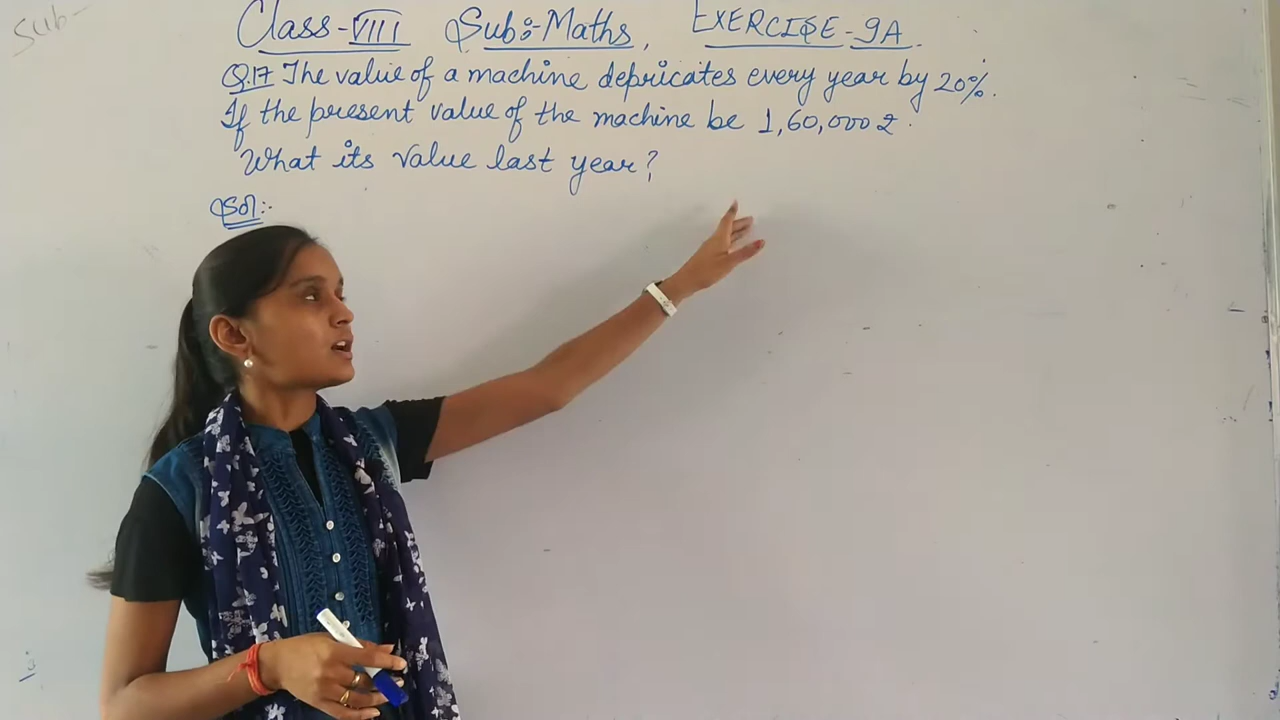 Sub-
Class-VIII Sub:-Maths, EXERCISE-9A.
Q.17 The value of a machine depricates every year by 20%.
If the present value of the machine be 1,60,000 ₹.
What its value last year?
Sol:-